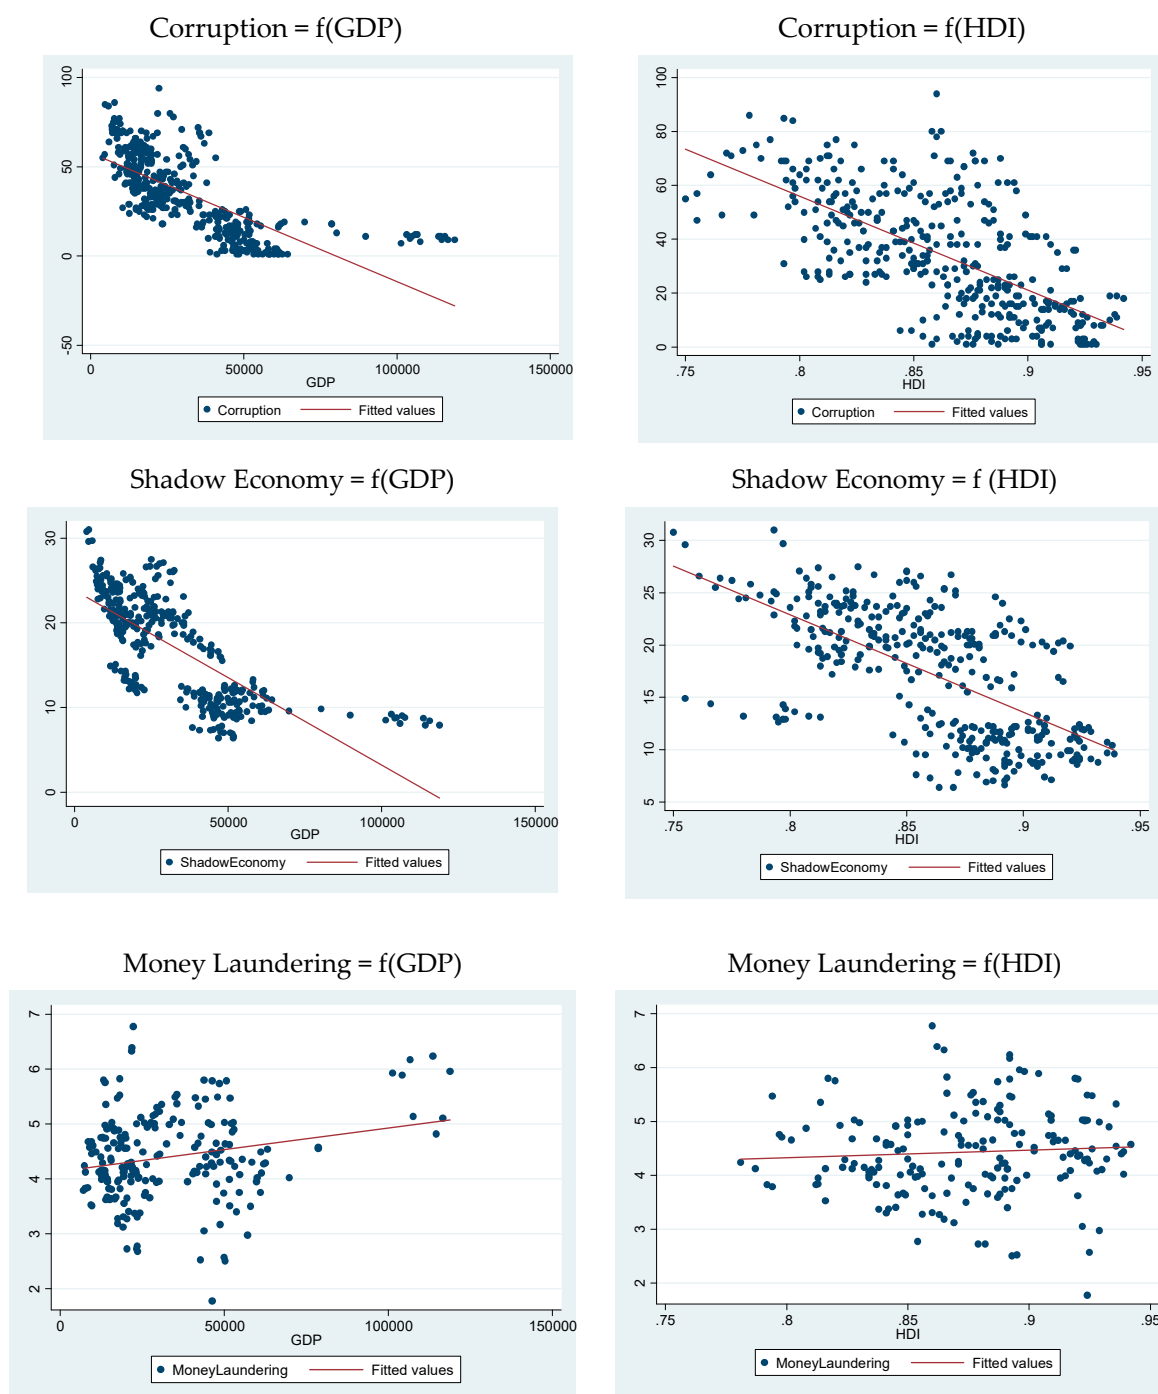 Corruption = f(GDP)
100
50
0
-50
0 50000 100000 150000
GDP
Corruption Fitted values
Corruption = f(HDI)
100
80
60
40
20
0
.75 .8 .85 .9 .95
HDI
Corruption Fitted values
Shadow Economy = f(GDP)
30
20
10
0
0 50000 100000 150000
GDP
ShadowEconomy Fitted values
Shadow Economy = f (HDI)
30
25
20
15
10
5
.75 .8 .85 .9 .95
HDI
ShadowEconomy Fitted values
Money Laundering = f(GDP)
7
6
5
4
3
2
0 50000 100000 150000
GDP
MoneyLaundering Fitted values
Money Laundering = f(HDI)
7
6
5
4
3
2
.75 .8 .85 .9 .95
HDI
MoneyLaundering Fitted values